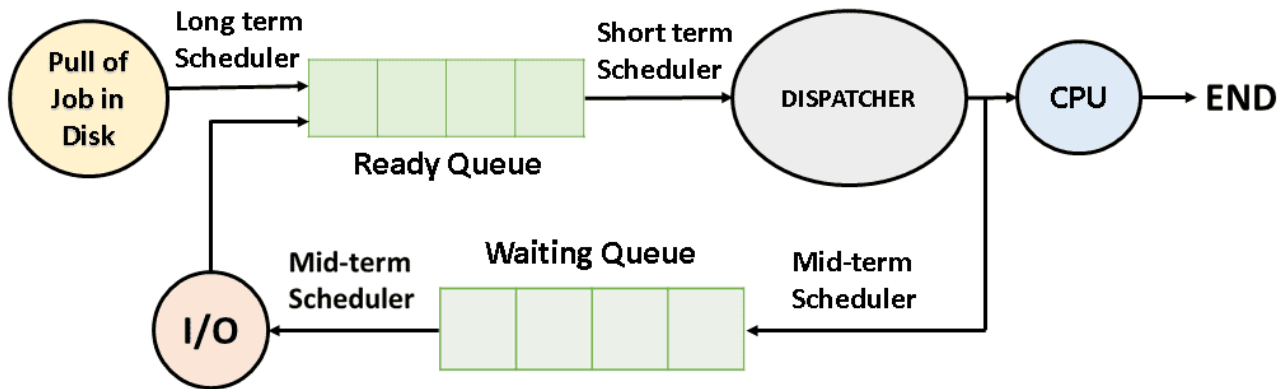 Pull of
Job in
Disk
Long term
Scheduler
Ready Queue
Short term
Scheduler
DISPATCHER
CPU
END
I/O
Mid-term
Scheduler
Waiting Queue
Mid-term
Scheduler